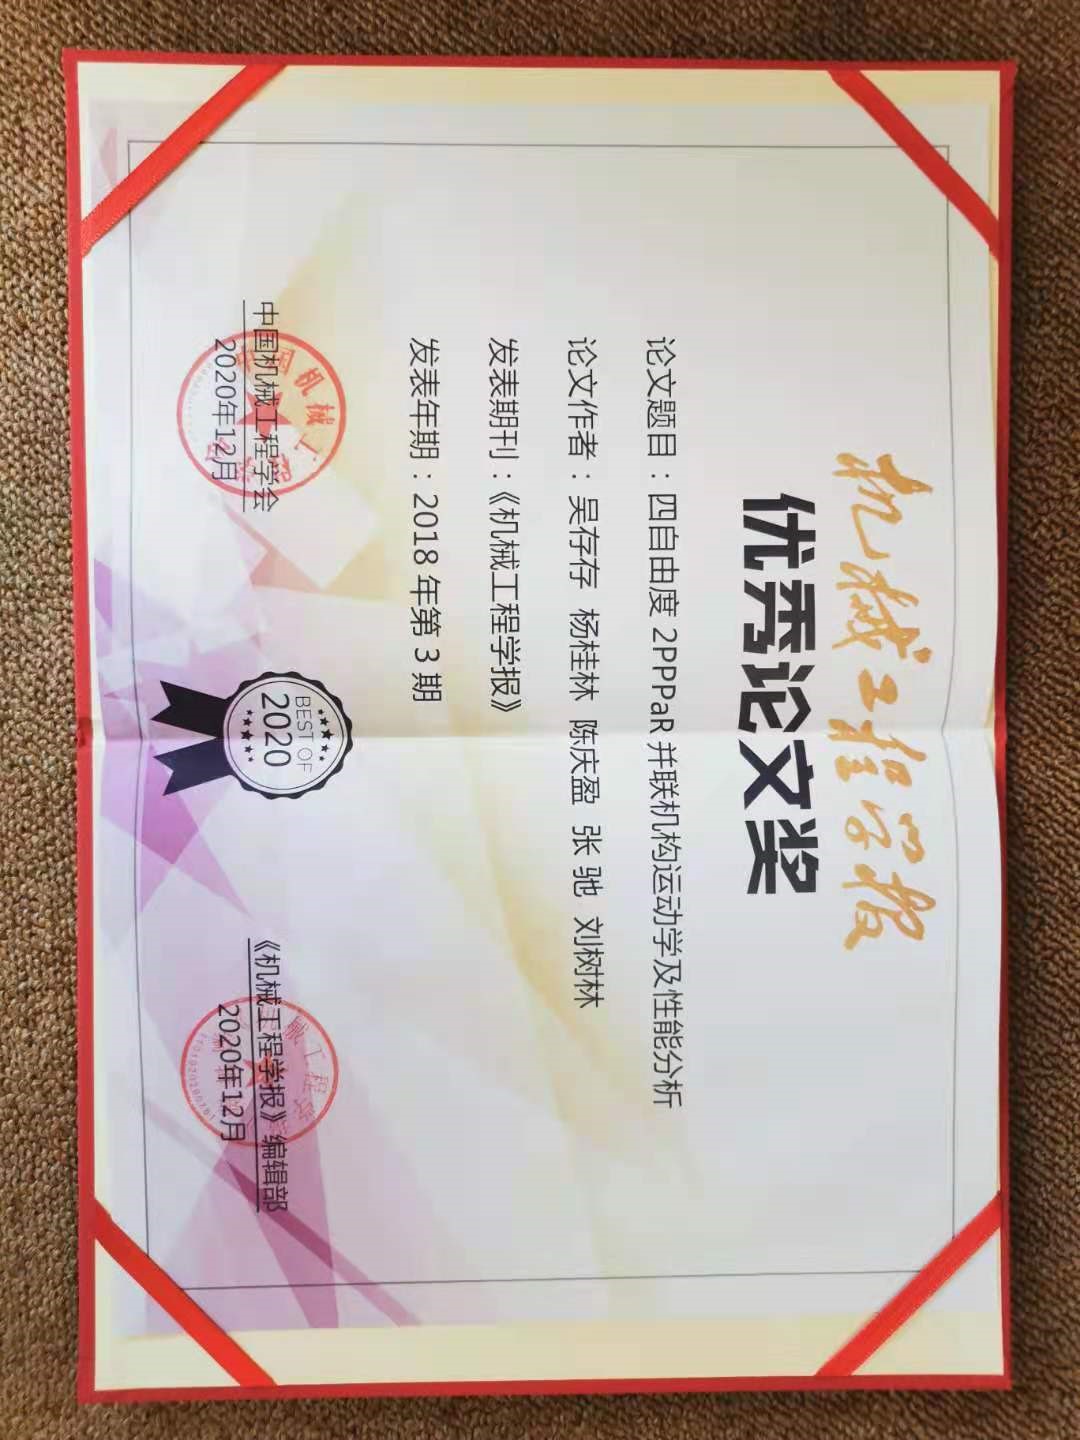 机械工程学报
优秀论文奖
论文题目：四自由度 2PPPaR 并联机构运动学及性能分析
论文作者：吴存存 杨桂林 陈庆盈 张驰 刘树林
发表期刊：《机械工程学报》
发表年期：2018 年第 3 期
BEST OF
2020
中国机械工程学会
2020年12月
《机械工程学报》编辑部
2020年12月